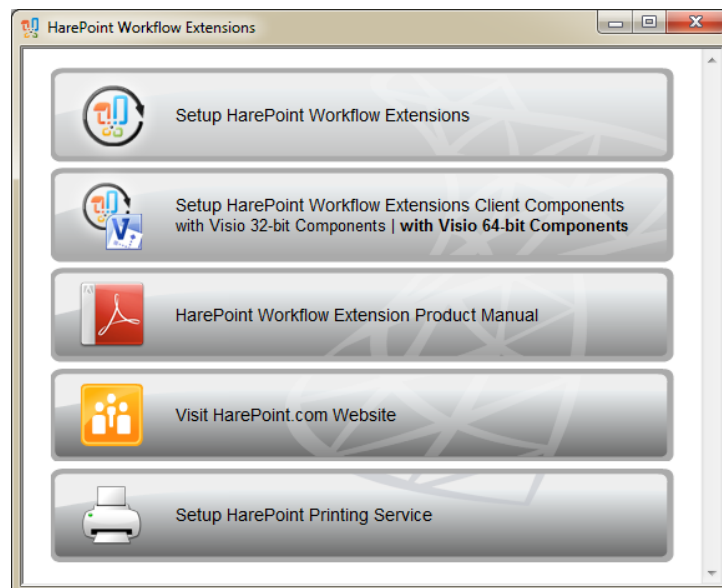 HarePoint Workflow Extensions
Setup HarePoint Workflow Extensions
Setup HarePoint Workflow Extensions Client Components
with Visio 32-bit Components | with Visio 64-bit Components
HarePoint Workflow Extension Product Manual
Visit HarePoint.com Website
Setup HarePoint Printing Service